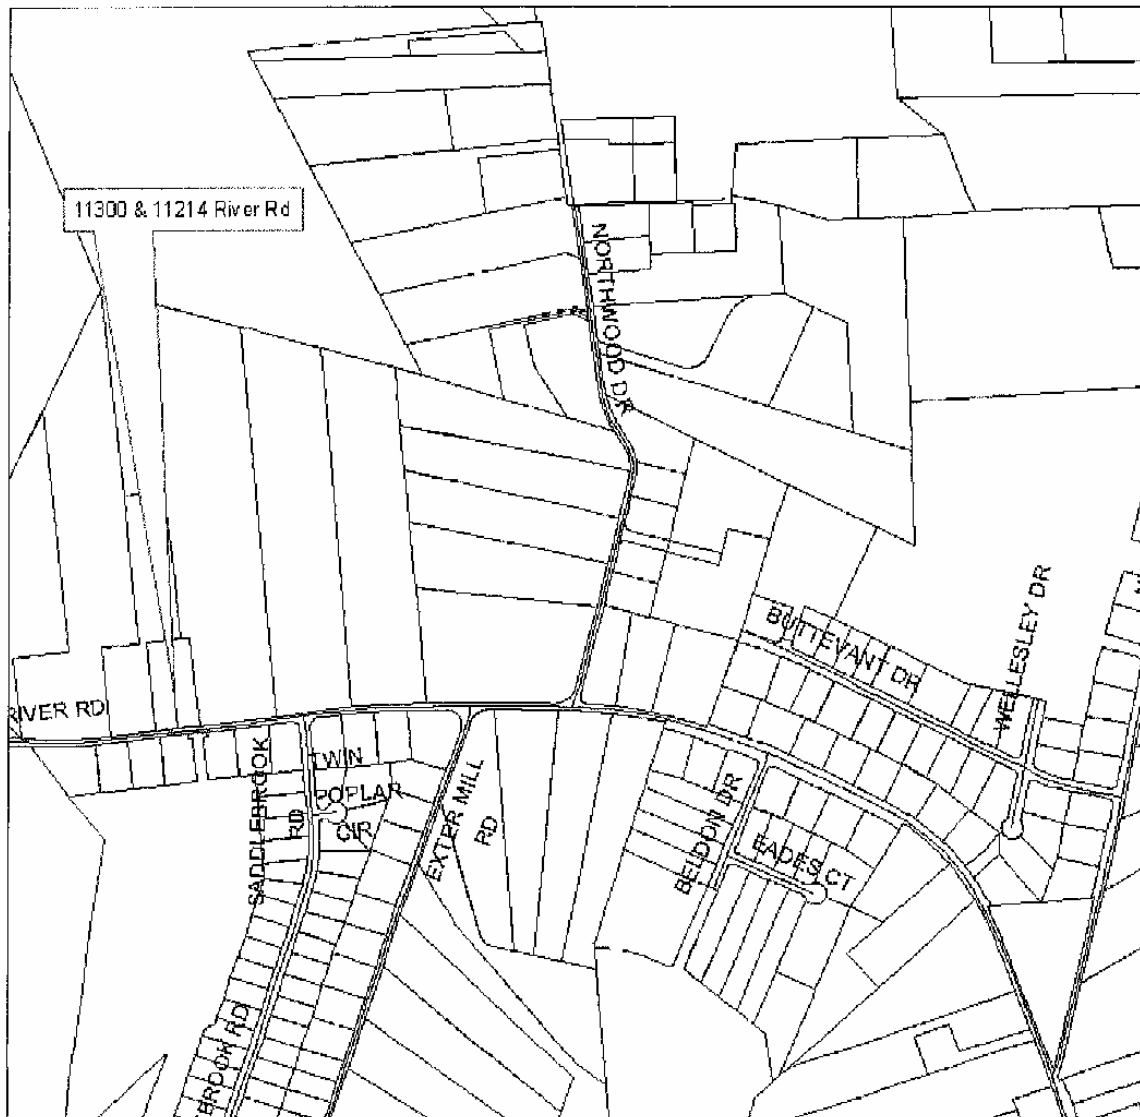 11300 & 11214 River Rd
NORTHWOOD DR
BUTTEVANT DR
WELLESLEY DR
RIVER RD
SADDLEBROOK
RD
TWIN
POPLAR
CIR
EXTER MILL
RD
BELDON DR
EADES CT
BROOK RD